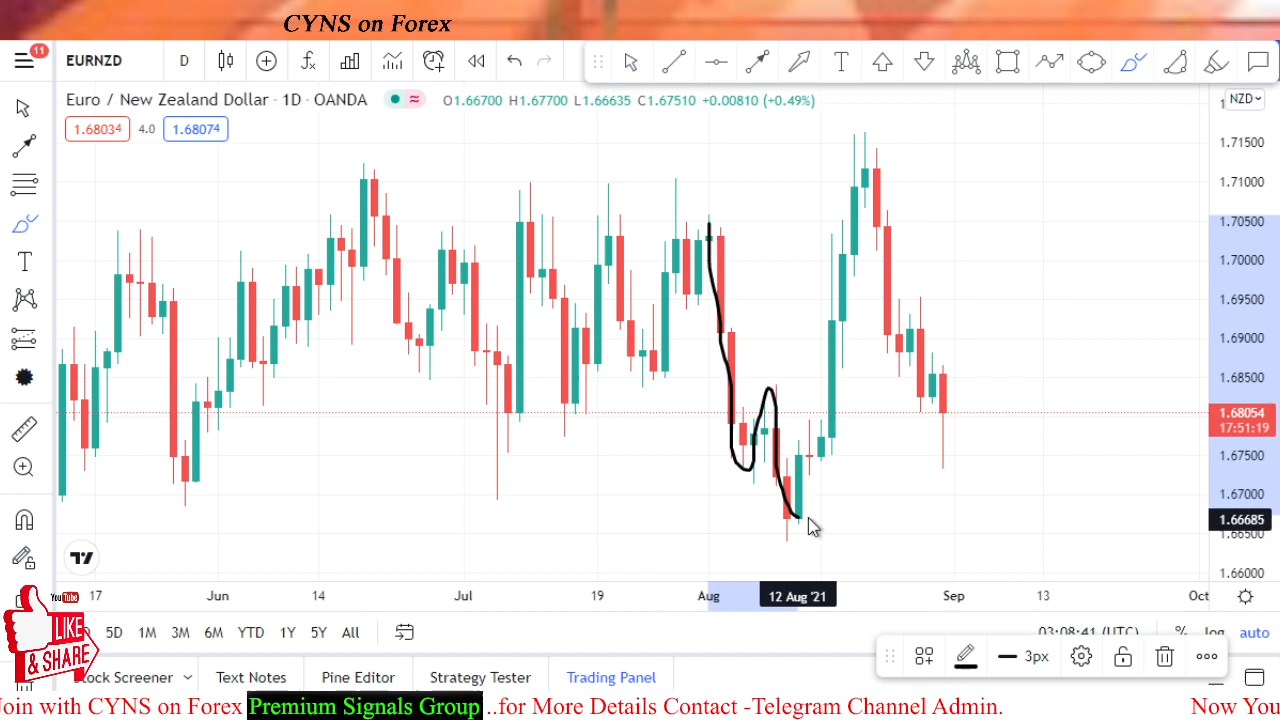 CYNS on Forex
11
EURNZD D
Euro / New Zealand Dollar · 1D · OANDA O1.66700 H1.67700 L1.66635 C1.67510 +0.00810 (+0.49%)
NZD
1.68034 4.0 1.68074
1.71500
1.71000
1.70500
1.70000
1.69500
1.69000
1.68500
1.68054
17:51:19
1.67500
1.67000
1.66685
1.66500
1.66000
17 Jun 14 Jul 19 Aug 12 Aug '21 Sep 13 Oct
YouTube
LIKE
& SHARE
5D 1M 3M 6M YTD 1Y 5Y All 03:08:41 (UTC) % log auto
3px
Stock Screener Text Notes Pine Editor Strategy Tester Trading Panel
Join with CYNS on Forex Premium Signals Group ..for More Details Contact -Telegram Channel Admin. Now You